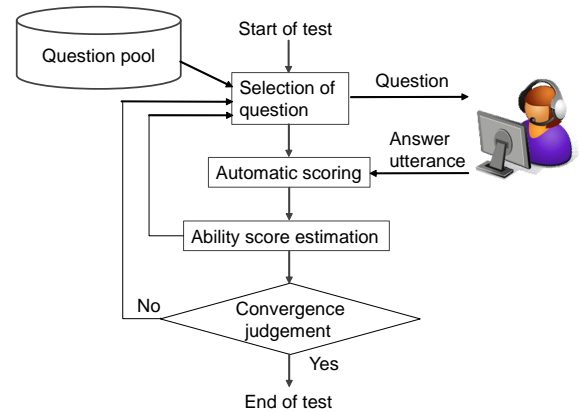 Start of test
Question pool
Selection of
question
Question
Answer
utterance
Automatic scoring
Ability score estimation
No
Convergence
judgement
Yes
End of test